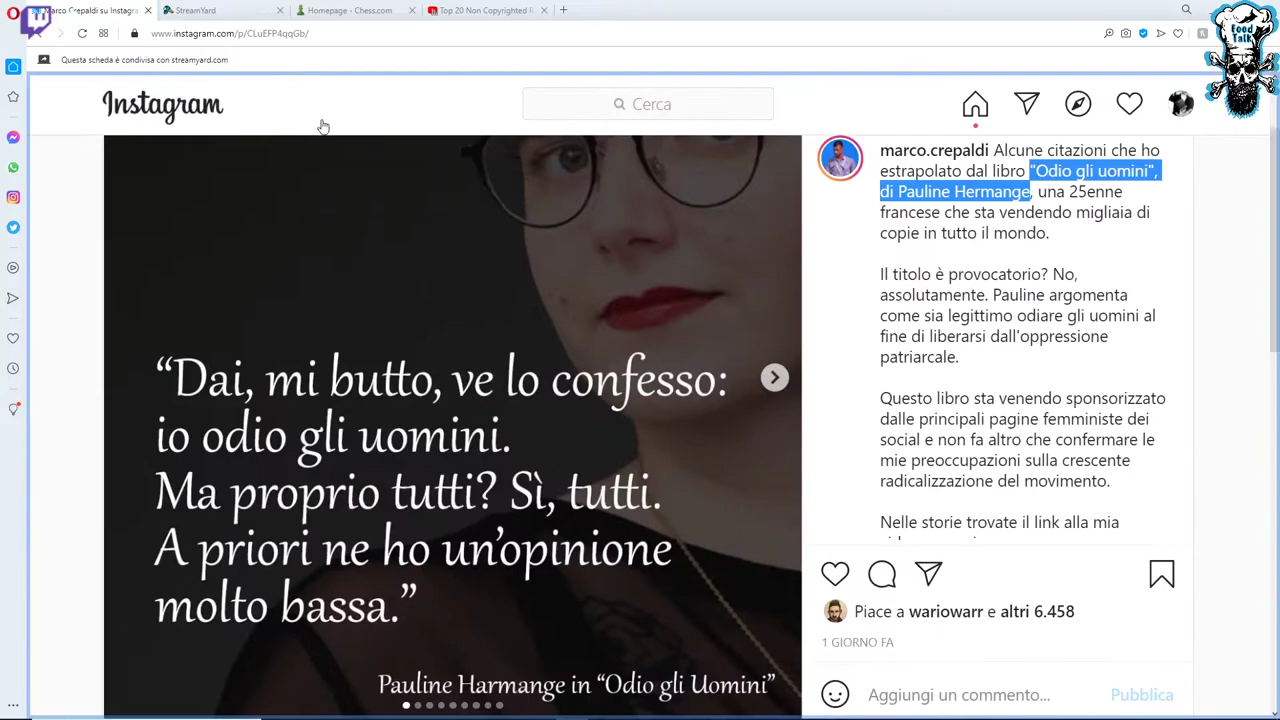 Marco Crepaldi su Instagra
StreamYard
Homepage - Chess.com
Top 20 Non Copyrighted R
www.instagram.com/p/CLuEFP4qqGb/
Questa scheda è condivisa con streamyard.com
Food
Talk
Instagram
Cerca
“Dai, mi butto, ve lo confesso:
io odio gli uomini.
Ma proprio tutti? Sì, tutti.
A priori ne ho un’opinione
molto bassa.”
Pauline Harmange in “Odio gli Uomini”
marco.crepaldi Alcune citazioni che ho
estrapolato dal libro "Odio gli uomini",
di Pauline Hermange, una 25enne
francese che sta vendendo migliaia di
copie in tutto il mondo.
Il titolo è provocatorio? No,
assolutamente. Pauline argomenta
come sia legittimo odiare gli uomini al
fine di liberarsi dall'oppressione
patriarcale.
Questo libro sta venendo sponsorizzato
dalle principali pagine femministe dei
social e non fa altro che confermare le
mie preoccupazioni sulla crescente
radicalizzazione del movimento.
Nelle storie trovate il link alla mia
Piace a wariowarr e altri 6.458
1 GIORNO FA
Aggiungi un commento...
Pubblica